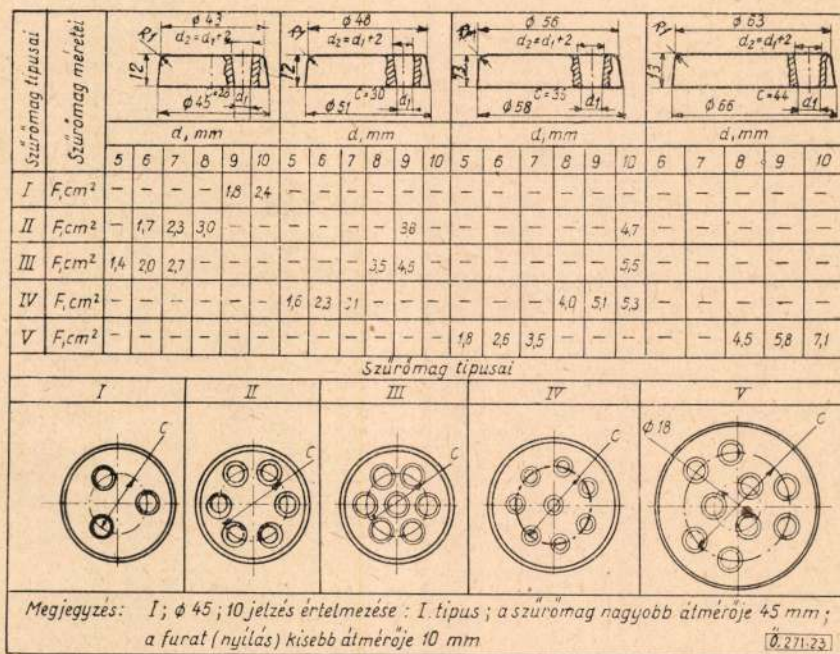 ϕ 43 ϕ 48 ϕ 56 ϕ 63
R1 d₂=d₁+2 d₂=d₁+2 d₂=d₁+2 d₂=d₁+2
12 12 13 13
C=30 C=44
d₁ d₁ d₁ d₁
ϕ 45 ϕ 51 ϕ 58 ϕ 66
Szűrőmag típusai
Szűrőmag méretei
d, mm d, mm d, mm d, mm
5 6 7 8 9 10 5 6 7 8 9 10 5 6 7 8 9 10 6 7 8 9 10
I F, cm² – – – – 1,8 2,4 – – – – – – – – – – – – – – – – –
II F, cm² – 1,7 2,3 3,0 – – – – – – 3,8 – – – – – – 4,7 – – – – –
III F, cm² 1,4 2,0 2,7 – – – – – – 3,5 4,5 – – – – – – 5,5 – – – – –
IV F, cm² – – – – – – 1,6 2,3 3,1 – – – – – – 4,0 5,1 5,3 – – – – –
V F, cm² – – – – – – – – – – – – 1,8 2,6 3,5 – – – – – 4,5 5,8 7,1
Szűrőmag típusai
I II III IV V
C C C C ϕ 18 C
Megjegyzés: I; ϕ 45; 10 jelzés értelmezése : I. típus ; a szűrőmag nagyobb átmérője 45 mm ;
a furat (nyílás) kisebb átmérője 10 mm
Ö.271-23